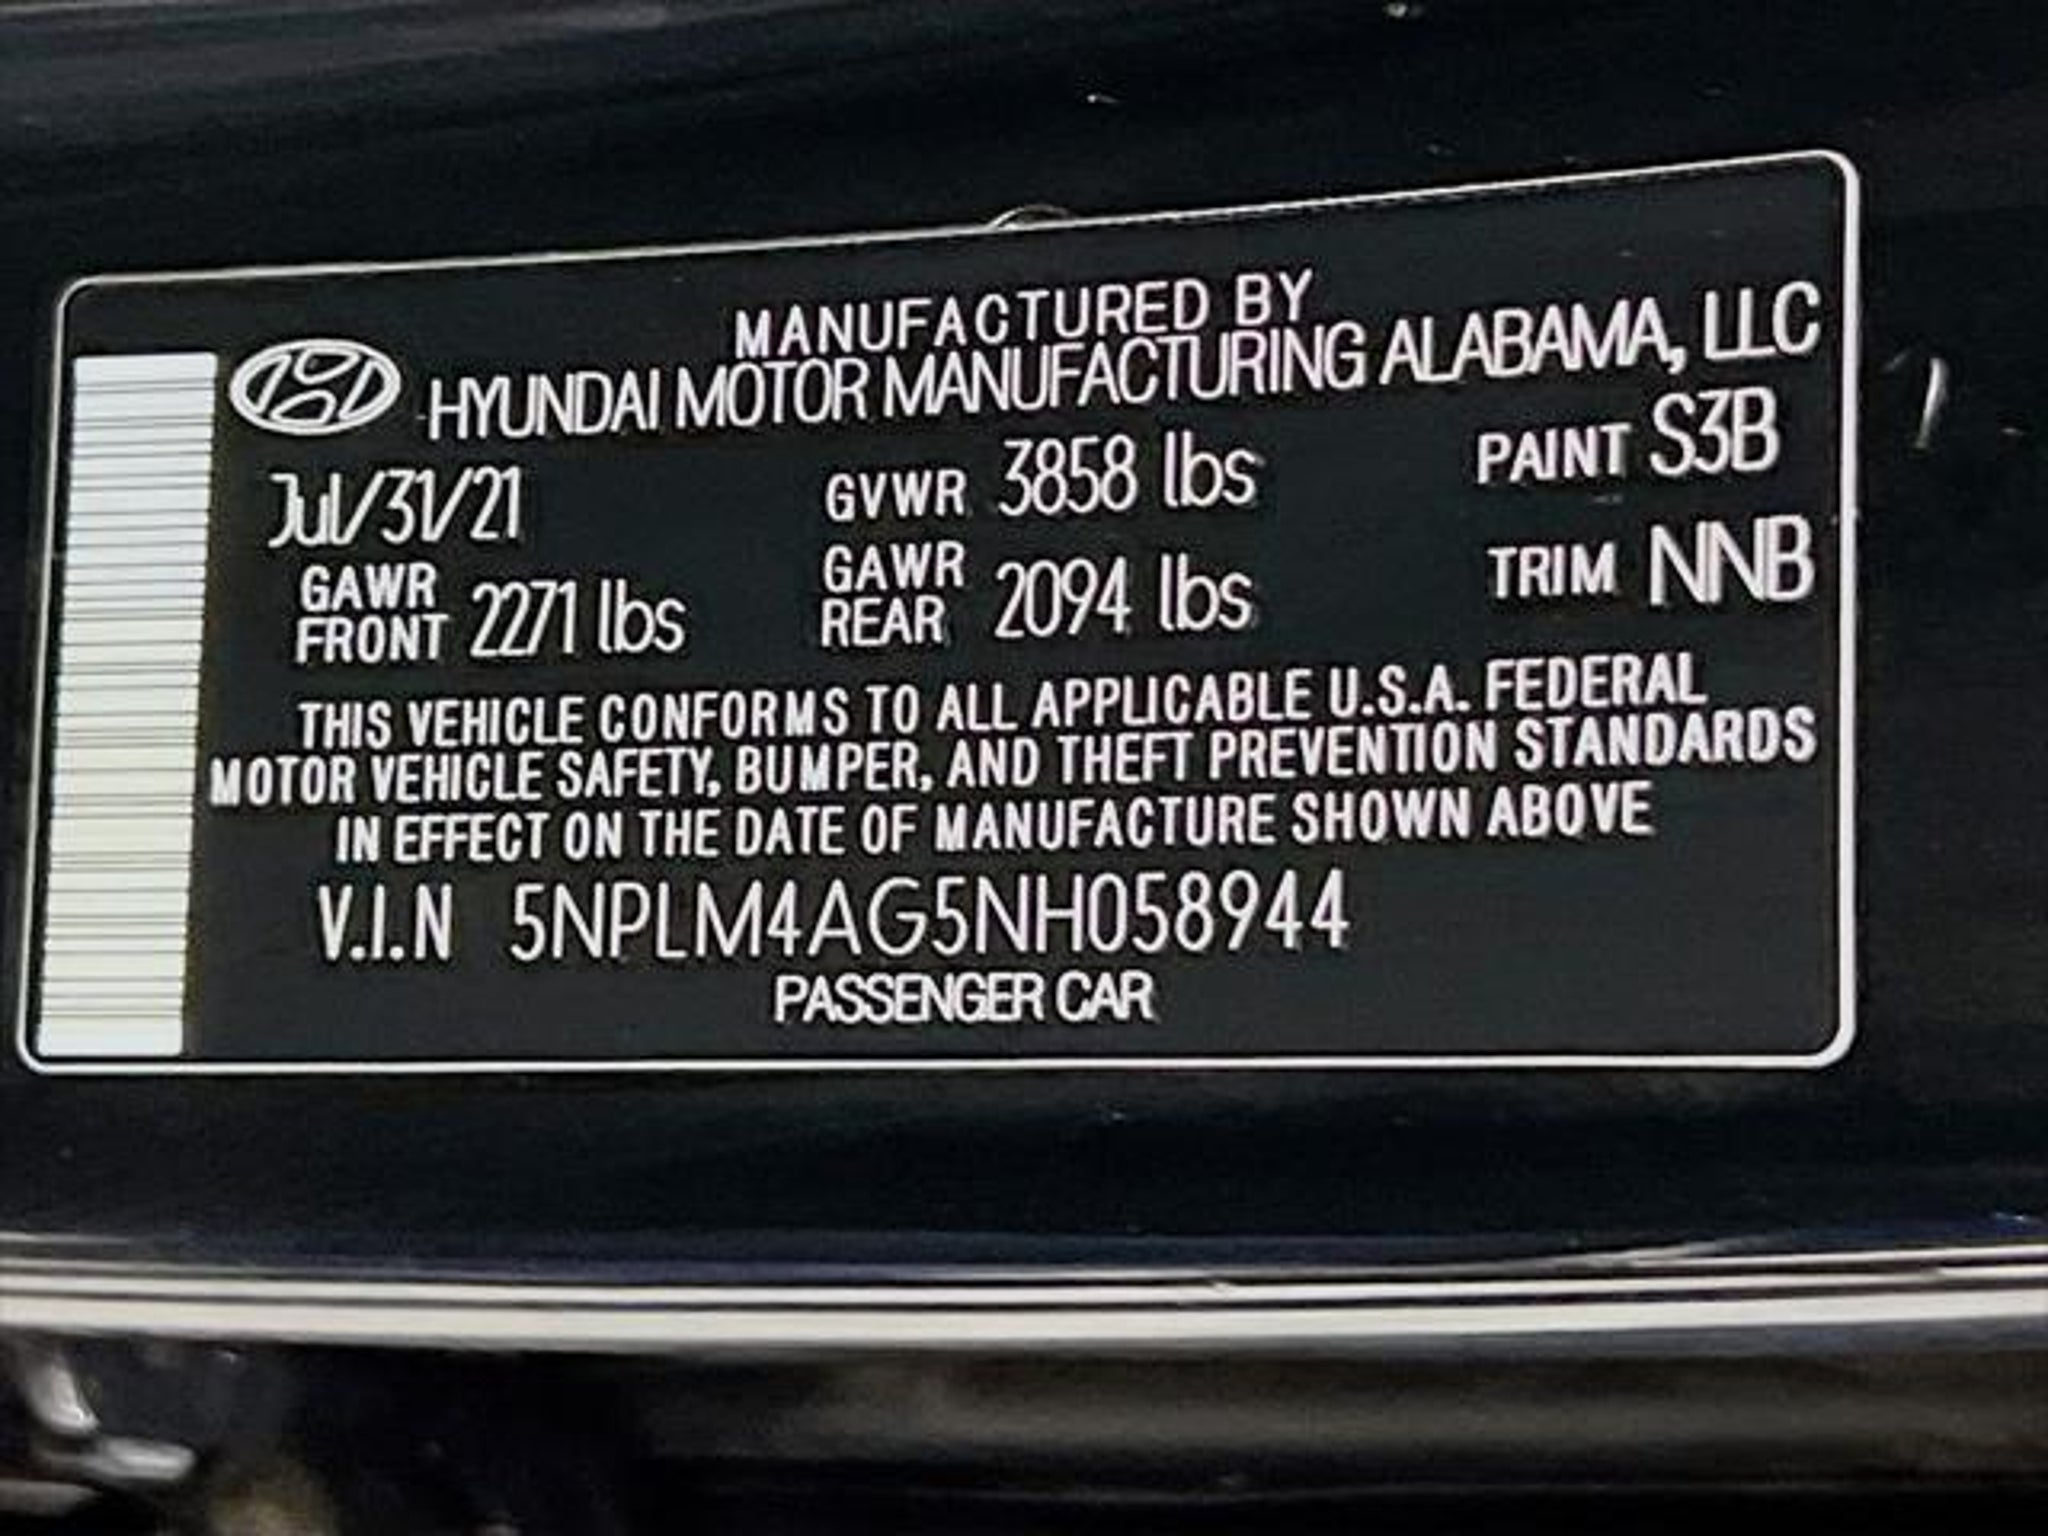 MANUFACTURED BY
HYUNDAI MOTOR MANUFACTURING ALABAMA, LLC
Jul/31/21 GVWR 3858 lbs PAINT S3B
GAWR FRONT 2271 lbs GAWR REAR 2094 lbs TRIM NNB
THIS VEHICLE CONFORMS TO ALL APPLICABLE U.S.A. FEDERAL
MOTOR VEHICLE SAFETY, BUMPER, AND THEFT PREVENTION STANDARDS
IN EFFECT ON THE DATE OF MANUFACTURE SHOWN ABOVE
V.I.N 5NPLM4AG5NH058944
PASSENGER CAR